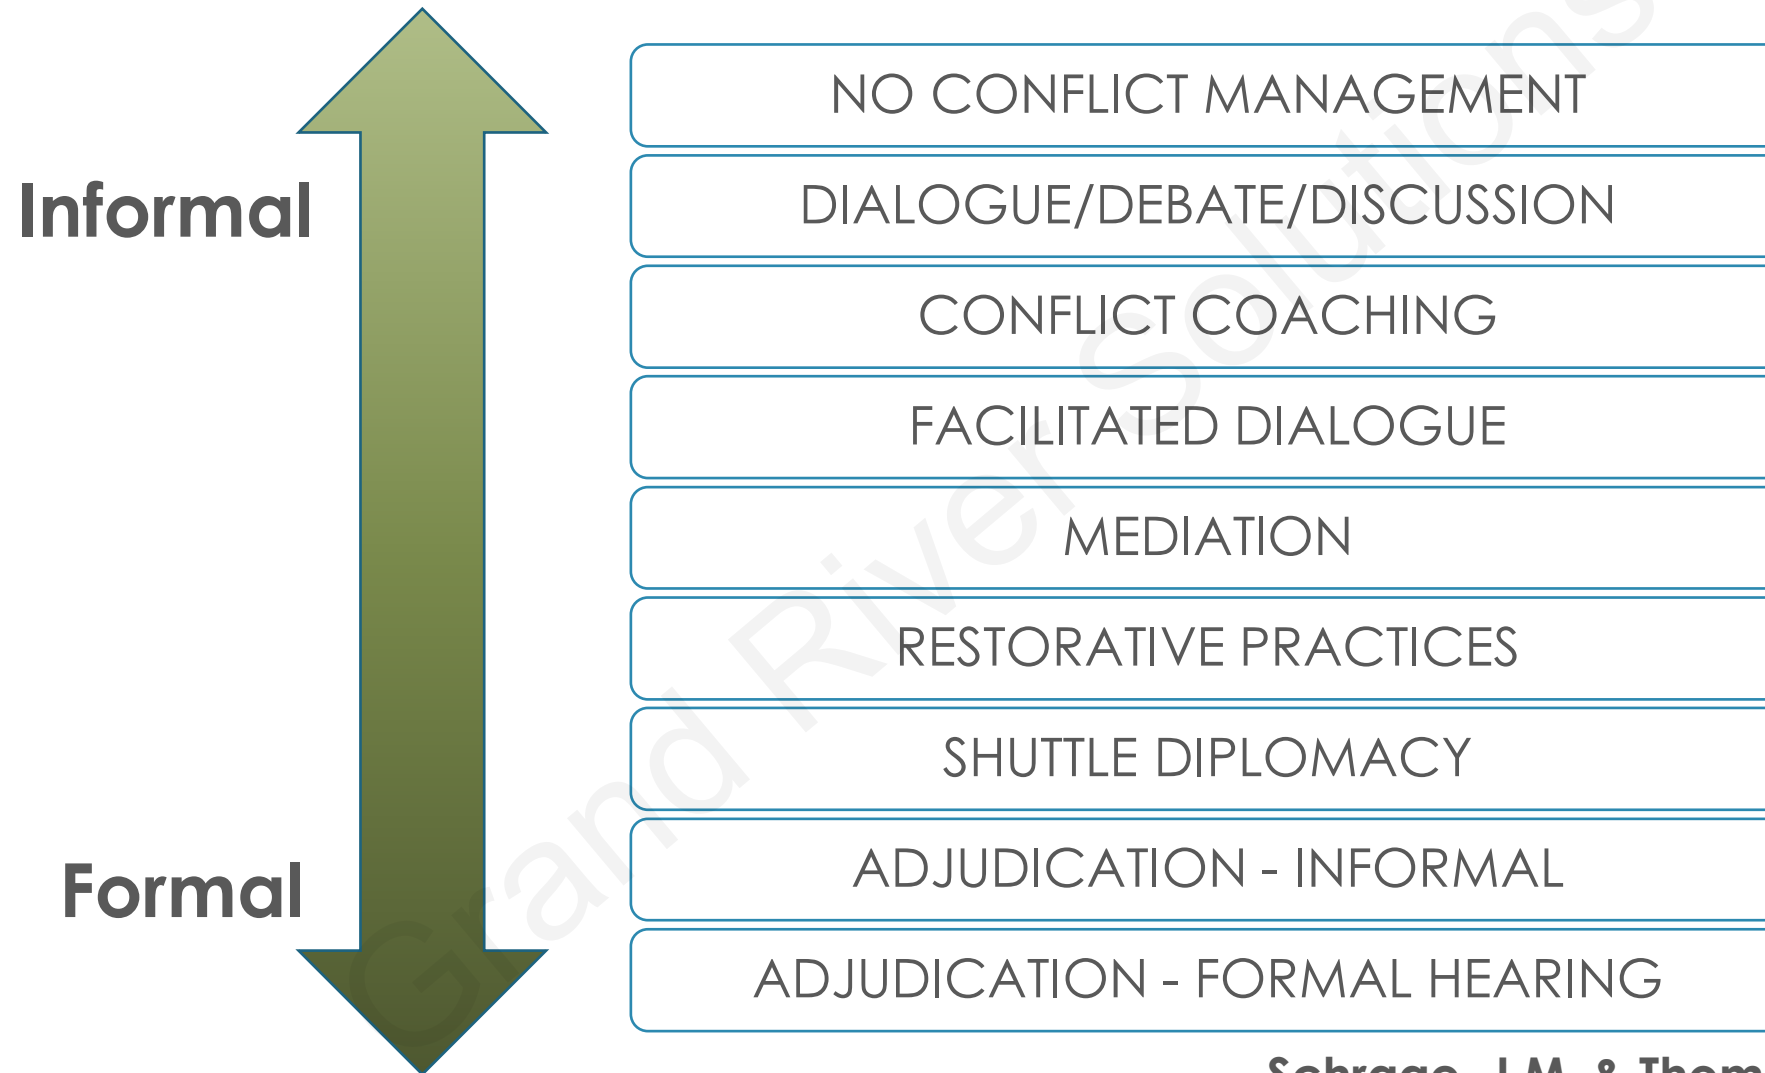 NO CONFLICT MANAGEMENT
Informal
DIALOGUE/DEBATE/DISCUSSION
CONFLICT COACHING
FACILITATED DIALOGUE
MEDIATION
RESTORATIVE PRACTICES
SHUTTLE DIPLOMACY
ADJUDICATION - INFORMAL
Formal
ADJUDICATION - FORMAL HEARING
Grand River Solutions
J.M. &